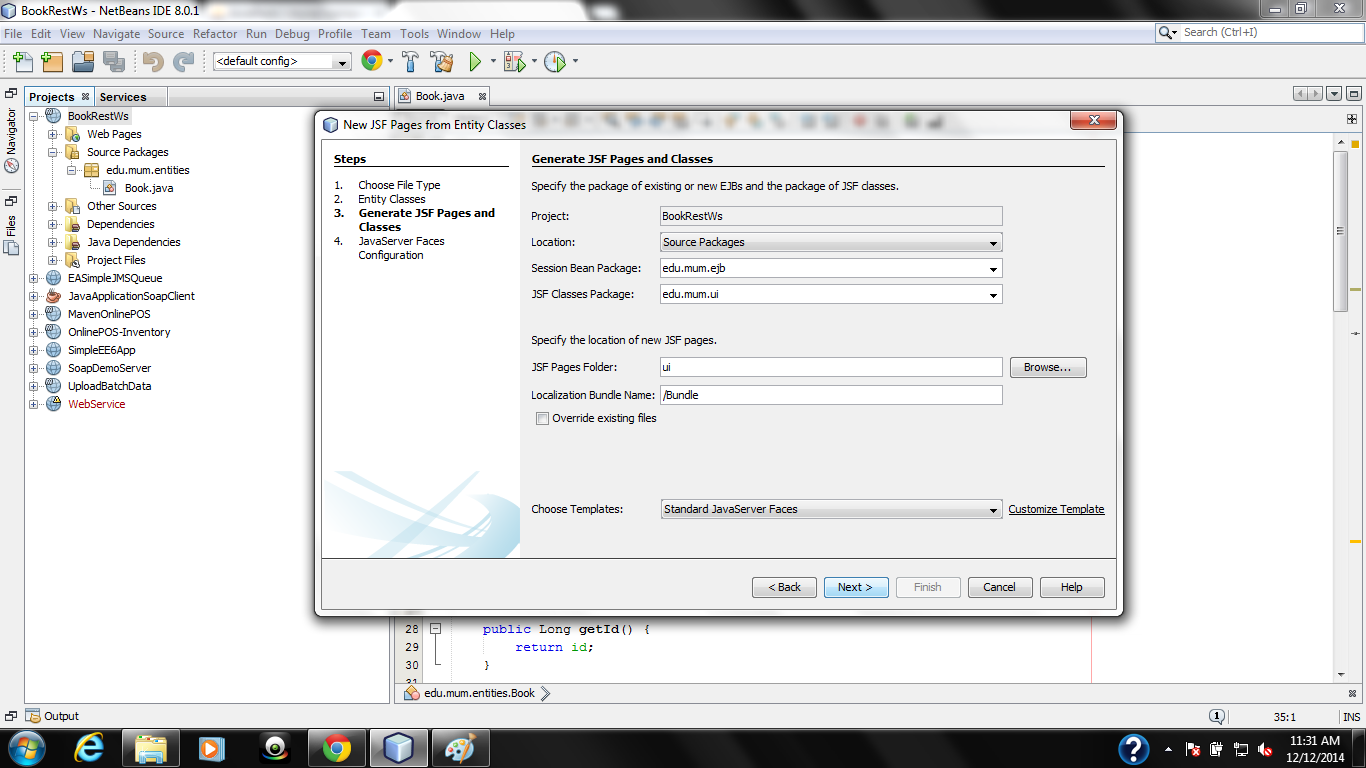 BookRestWs - NetBeans IDE 8.0.1
File Edit View Navigate Source Refactor Run Debug Profile Team Tools Window Help
Search (Ctrl+I)
<default config>
Projects
Services
Navigator
Files
BookRestWs
Web Pages
Source Packages
edu.mum.entities
Book.java
Other Sources
Dependencies
Java Dependencies
Project Files
EASimpleJMSQueue
JavaApplicationSoapClient
MavenOnlinePOS
OnlinePOS-Inventory
SimpleEE6App
SoapDemoServer
UploadBatchData
WebService
Book.java
New JSF Pages from Entity Classes
Steps
1. Choose File Type
2. Entity Classes
3. Generate JSF Pages and
Classes
4. JavaServer Faces
Configuration
Generate JSF Pages and Classes
Specify the package of existing or new EJBs and the package of JSF classes.
Project: BookRestWs
Location: Source Packages
Session Bean Package: edu.mum.ejb
JSF Classes Package: edu.mum.ui
Specify the location of new JSF pages.
JSF Pages Folder: ui Browse...
Localization Bundle Name: /Bundle
Override existing files
Choose Templates: Standard JavaServer Faces Customize Template
< Back Next > Finish Cancel Help
28 public Long getId() {
29 return id;
30 }
edu.mum.entities.Book
Output
1
35:1 INS
11:31 AM
12/12/2014